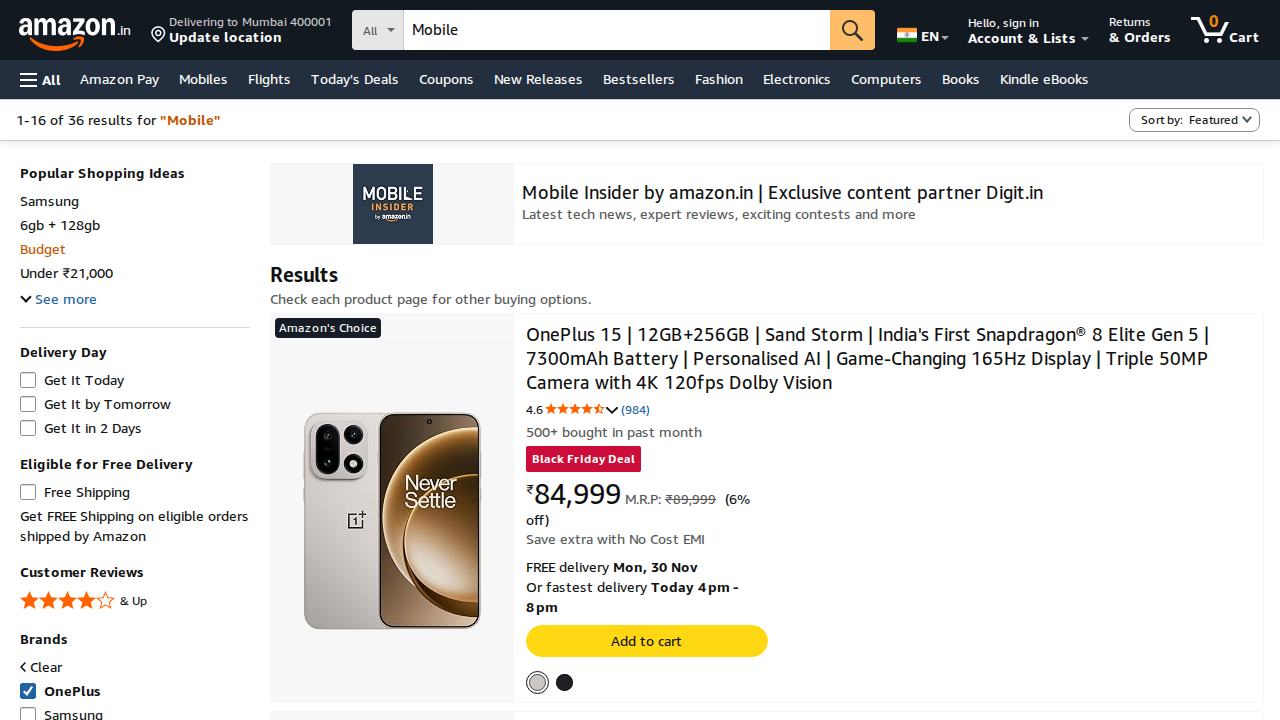 amazon.in
Delivering to Mumbai 400001
Update location
All
Mobile
EN
Hello, sign in
Account & Lists
Returns
& Orders
0
Cart
All
Amazon Pay
Mobiles
Flights
Today's Deals
Coupons
New Releases
Bestsellers
Fashion
Electronics
Computers
Books
Kindle eBooks
1-16 of 36 results for "Mobile"
Sort by: Featured
Popular Shopping Ideas
Samsung
6gb + 128gb
Budget
Under ₹21,000
See more
Delivery Day
Get It Today
Get It by Tomorrow
Get It in 2 Days
Eligible for Free Delivery
Free Shipping
Get FREE Shipping on eligible orders
shipped by Amazon
Customer Reviews
& Up
Brands
Clear
OnePlus
Samsung
MOBILE
INSIDER
by amazon.in
Mobile Insider by amazon.in | Exclusive content partner Digit.in
Latest tech news, expert reviews, exciting contests and more
Results
Check each product page for other buying options.
Amazon's Choice
Never
Settle
OnePlus 15 | 12GB+256GB | Sand Storm | India's First Snapdragon® 8 Elite Gen 5 |
7300mAh Battery | Personalised AI | Game-Changing 165Hz Display | Triple 50MP
Camera with 4K 120fps Dolby Vision
4.6 (984)
500+ bought in past month
Black Friday Deal
₹84,999 M.R.P: ₹89,999 (6%
off)
Save extra with No Cost EMI
FREE delivery Mon, 30 Nov
Or fastest delivery Today 4 pm -
8 pm
Add to cart